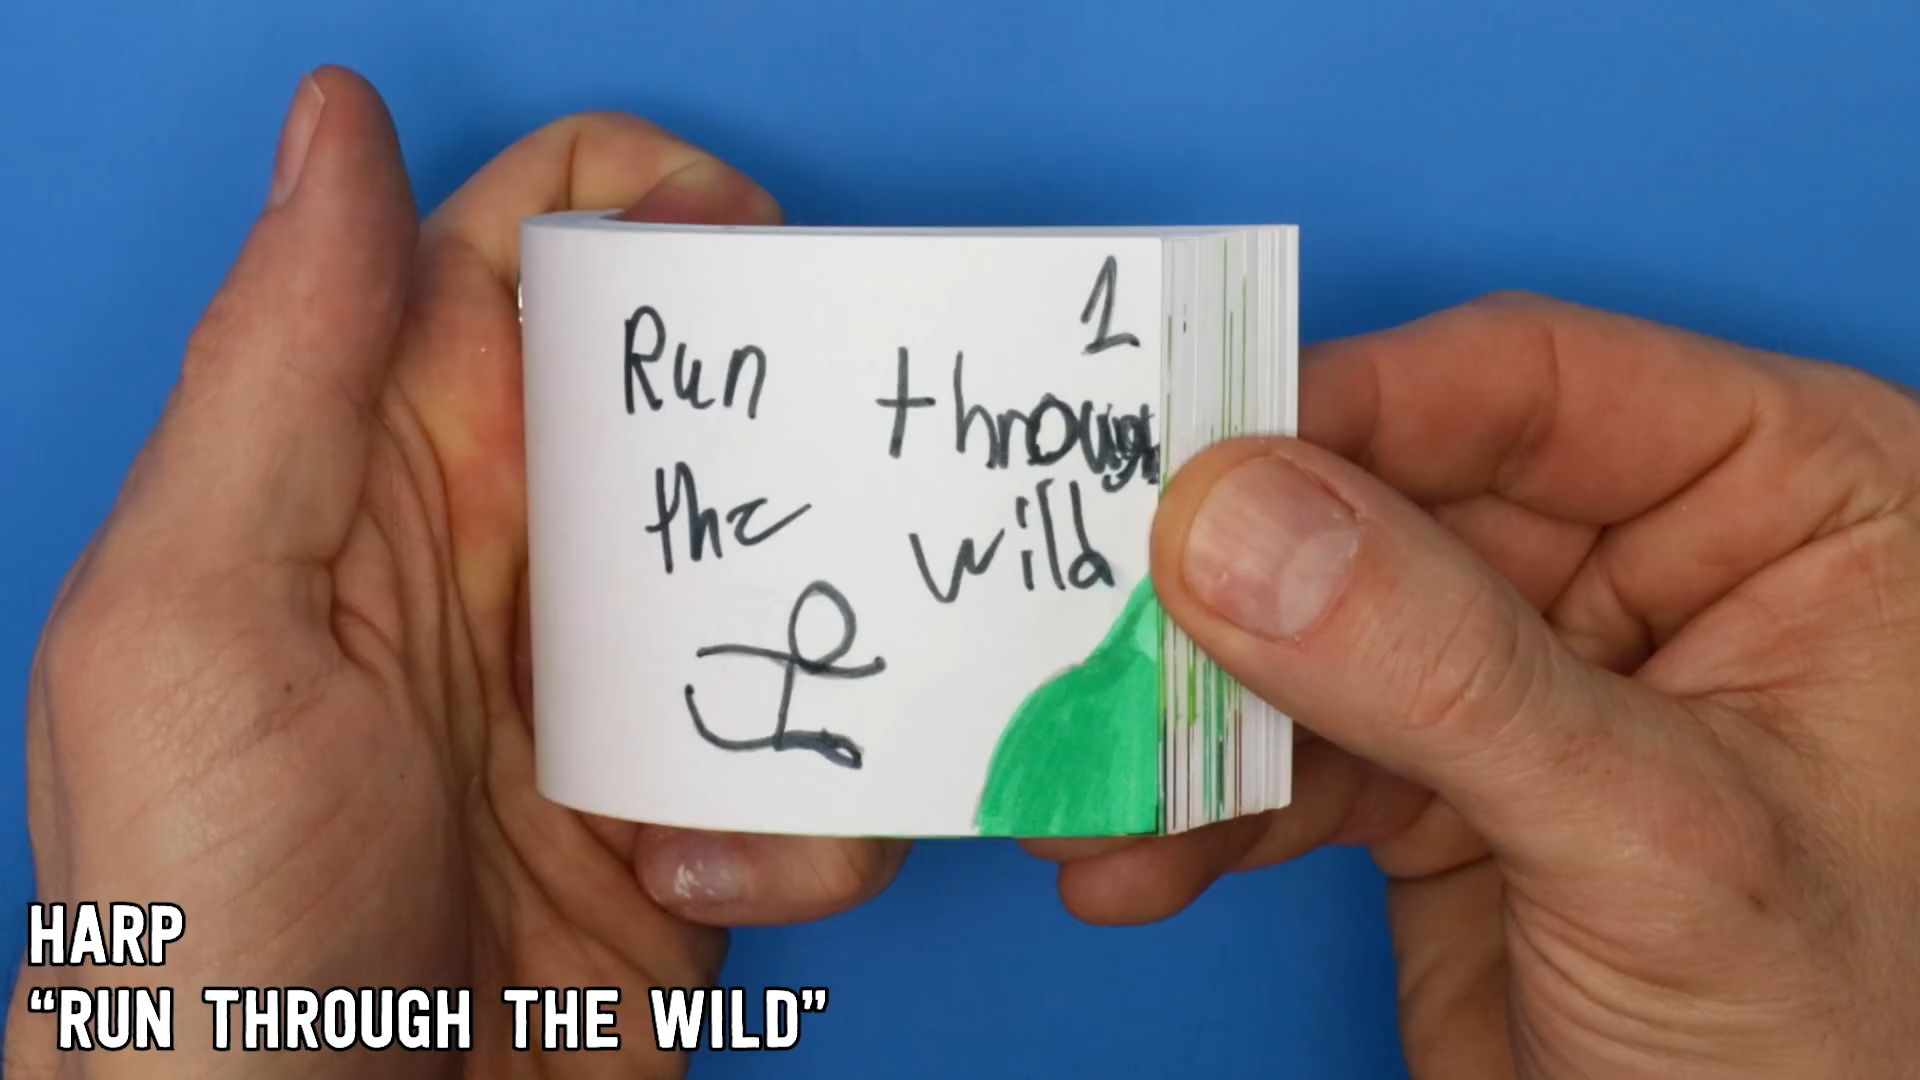 1
Run through
the wild
HARP
“RUN THROUGH THE WILD”